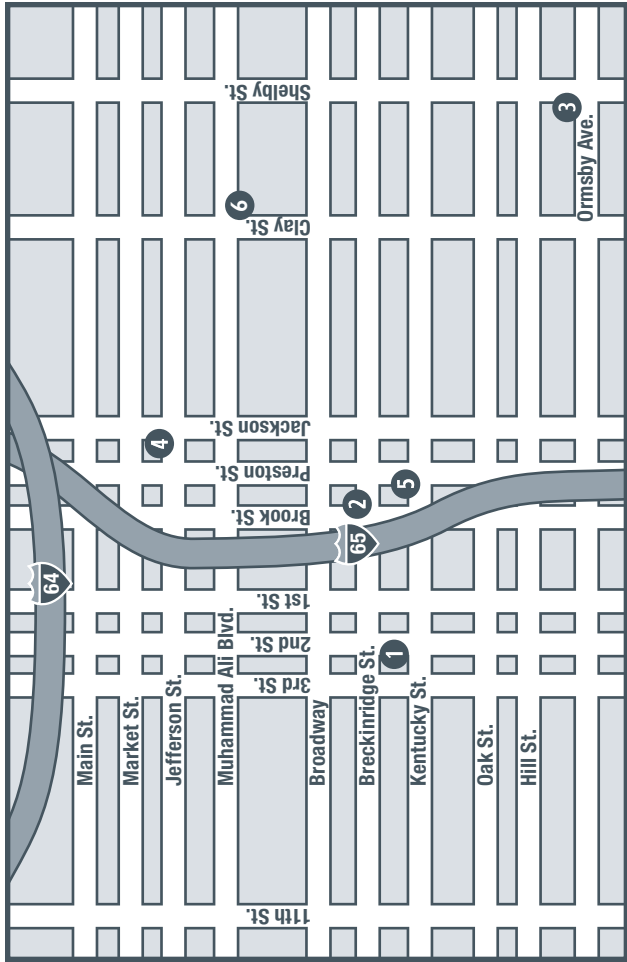 64
Main St.
Market St.
4
Jefferson St.
Muhammad Ali Blvd.
6
11th St.
3rd St.
2nd St.
1st St.
Brook St.
Preston St.
Jackson St.
Clay St.
Shelby St.
Broadway
65
2
Breckinridge St.
1
5
Kentucky St.
Oak St.
Hill St.
3
Ormsby Ave.